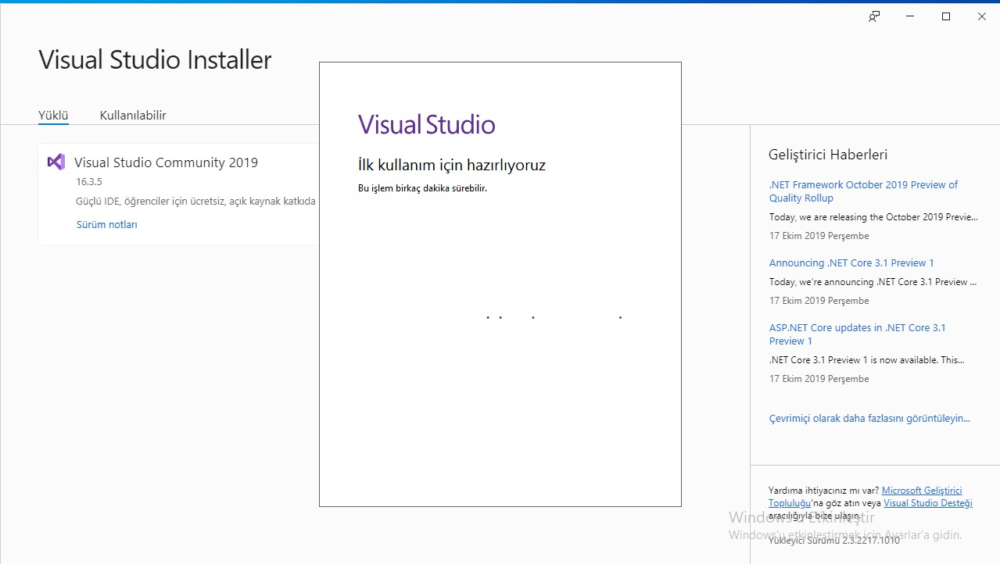 Visual Studio Installer
Yüklü
Kullanılabilir
Visual Studio Community 2019
16.3.5
Güçlü IDE, öğrenciler için ücretsiz, açık kaynak katkıda
Sürüm notları
Visual Studio
İlk kullanım için hazırlıyoruz
Bu işlem birkaç dakika sürebilir.
Geliştirici Haberleri
.NET Framework October 2019 Preview of
Quality Rollup
Today, we are releasing the October 2019 Previe...
17 Ekim 2019 Perşembe
Announcing .NET Core 3.1 Preview 1
Today, we're announcing .NET Core 3.1 Preview ...
17 Ekim 2019 Perşembe
ASP.NET Core updates in .NET Core 3.1
Preview 1
.NET Core 3.1 Preview 1 is now available. This...
17 Ekim 2019 Perşembe
Çevrimiçi olarak daha fazlasını görüntüleyin...
Yardıma ihtiyacınız mı var? Microsoft Geliştirici
Topluluğu'na göz atın veya Visual Studio Desteği
aracılığıyla bize ulaşın.
Windows'u Etkinleştir
Windows'u etkinleştirmek için Ayarlar'a gidin.
Yükleyici Sürümü 2.3.2217.1010